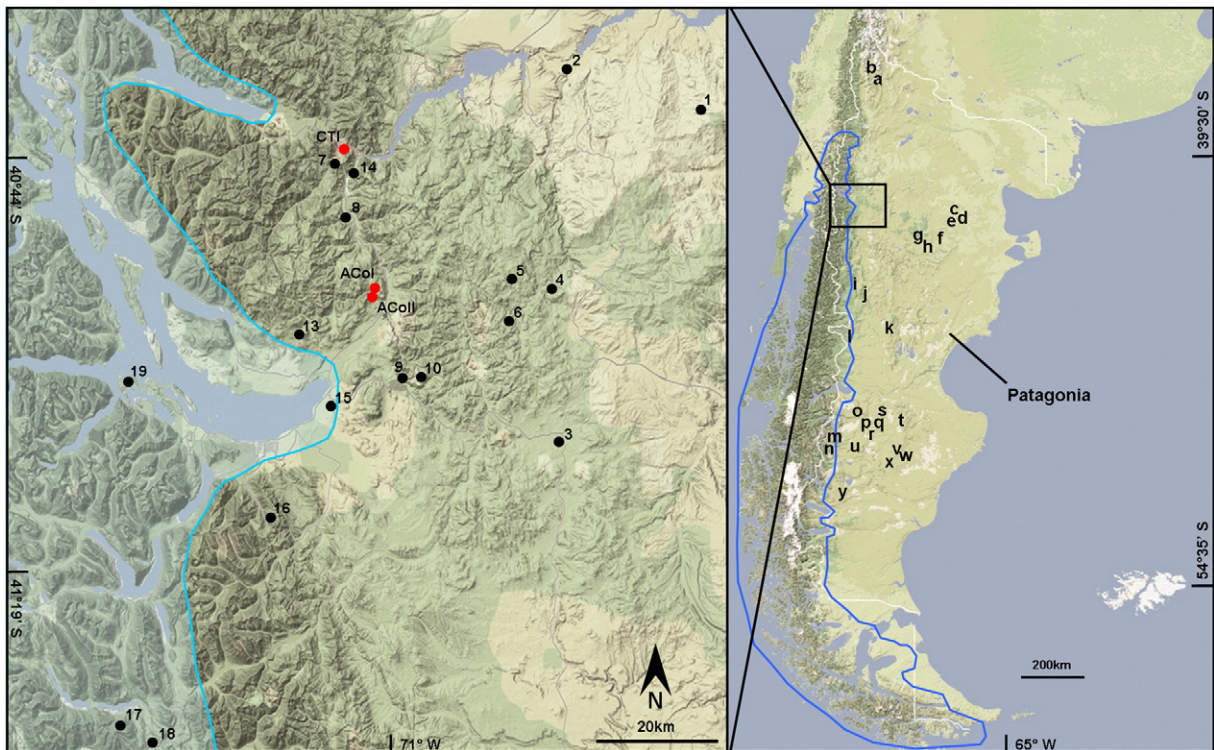 2
1
CTI
7
14
40°44' S
8
ACoI
5
4
ACoII
6
13
19
9
10
15
3
16
41°19' S
N
20km
17
18
71° W
b
a
39°30' S
c
e d
g f
h
i
j
k
l
Patagonia
o s
p q t
m r
n u v w
x
y
54°35' S
200km
65° W